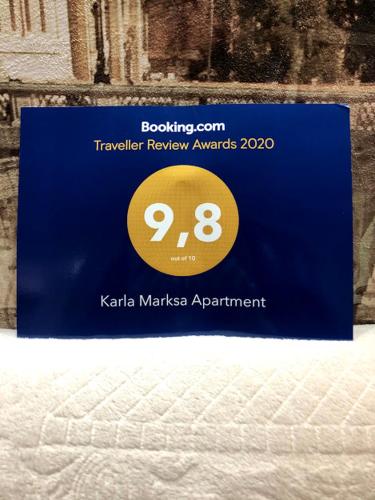 Booking.com
Traveller Review Awards 2020
9,8
out of 10
Karla Marksa Apartment